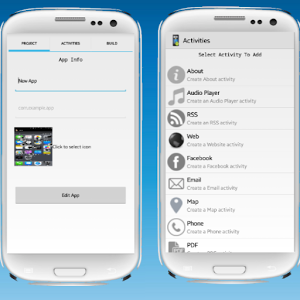 PROJECT
ACTIVITIES
BUILD
App Info
New App
com.example.app
Click to select icon
Edit App
Activities
Select Activity To Add
About
Create About activity
Audio Player
Create an Audio Player activity
RSS
Create an RSS activity
Web
Create a Website activity
Facebook
Create a Facebook activity
Email
Create a Email activity
Map
Create a Map activity
Phone
Create a Phone activity
PDF